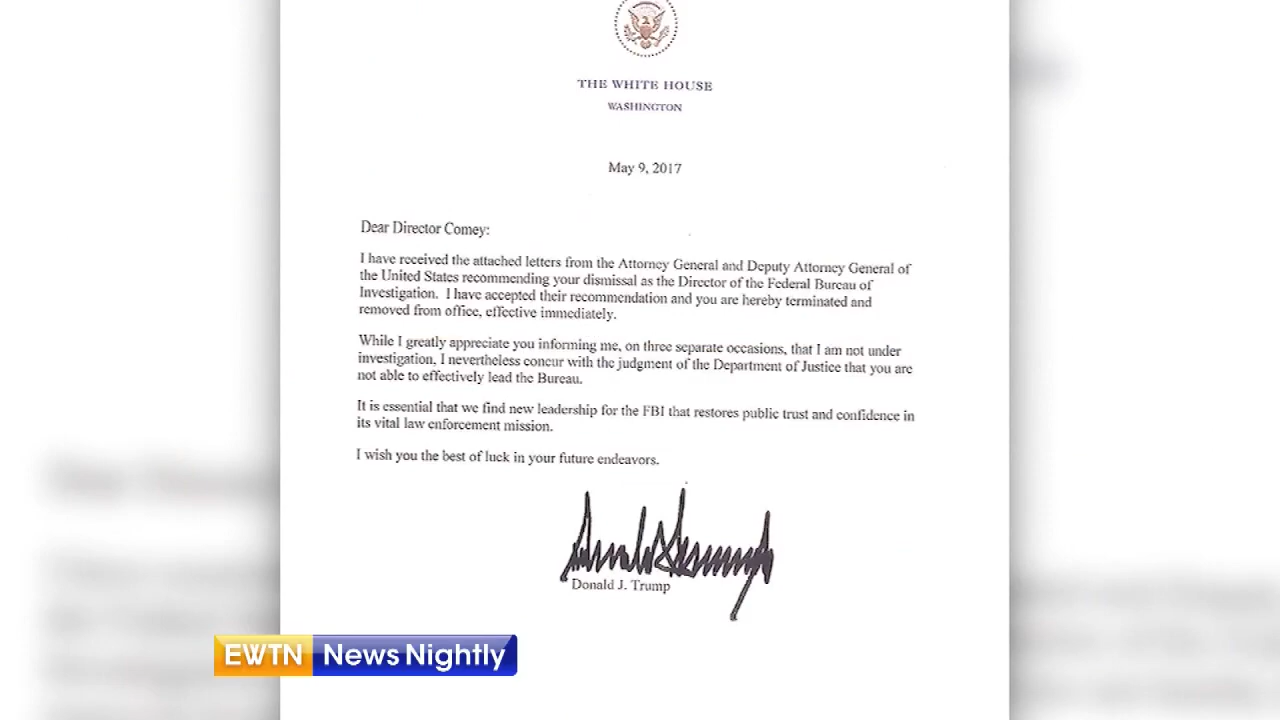 THE WHITE HOUSE
WASHINGTON
May 9, 2017
Dear Director Comey:
I have received the attached letters from the Attorney General and Deputy Attorney General of
the United States recommending your dismissal as the Director of the Federal Bureau of
Investigation. I have accepted their recommendation and you are hereby terminated and
removed from office, effective immediately.
While I greatly appreciate you informing me, on three separate occasions, that I am not under
investigation, I nevertheless concur with the judgment of the Department of Justice that you are
not able to effectively lead the Bureau.
It is essential that we find new leadership for the FBI that restores public trust and confidence in
its vital law enforcement mission.
I wish you the best of luck in your future endeavors.
Donald J. Trump
EWTN News Nightly